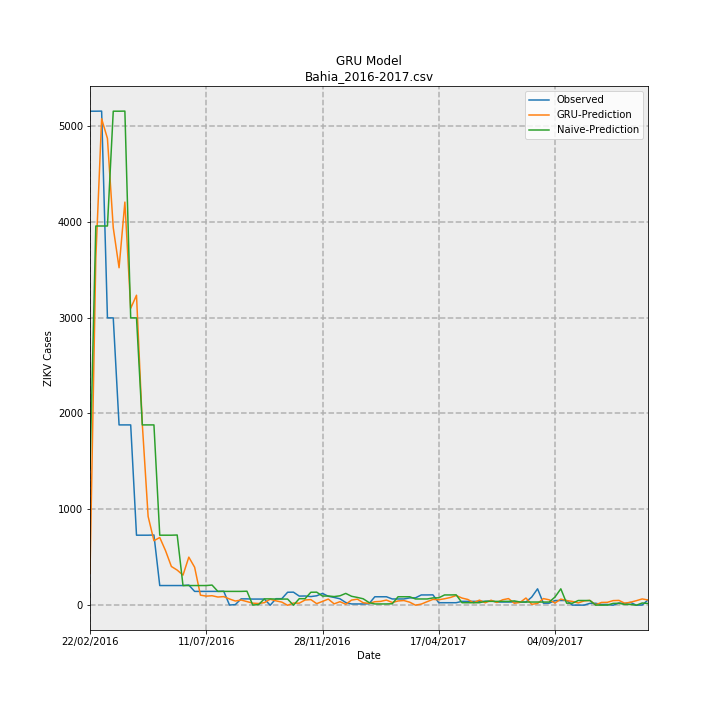 GRU Model
Bahia_2016-2017.csv
Observed
GRU-Prediction
Naive-Prediction
5000
4000
3000
2000
1000
0
ZIKV Cases
22/02/2016 11/07/2016 28/11/2016 17/04/2017 04/09/2017
Date